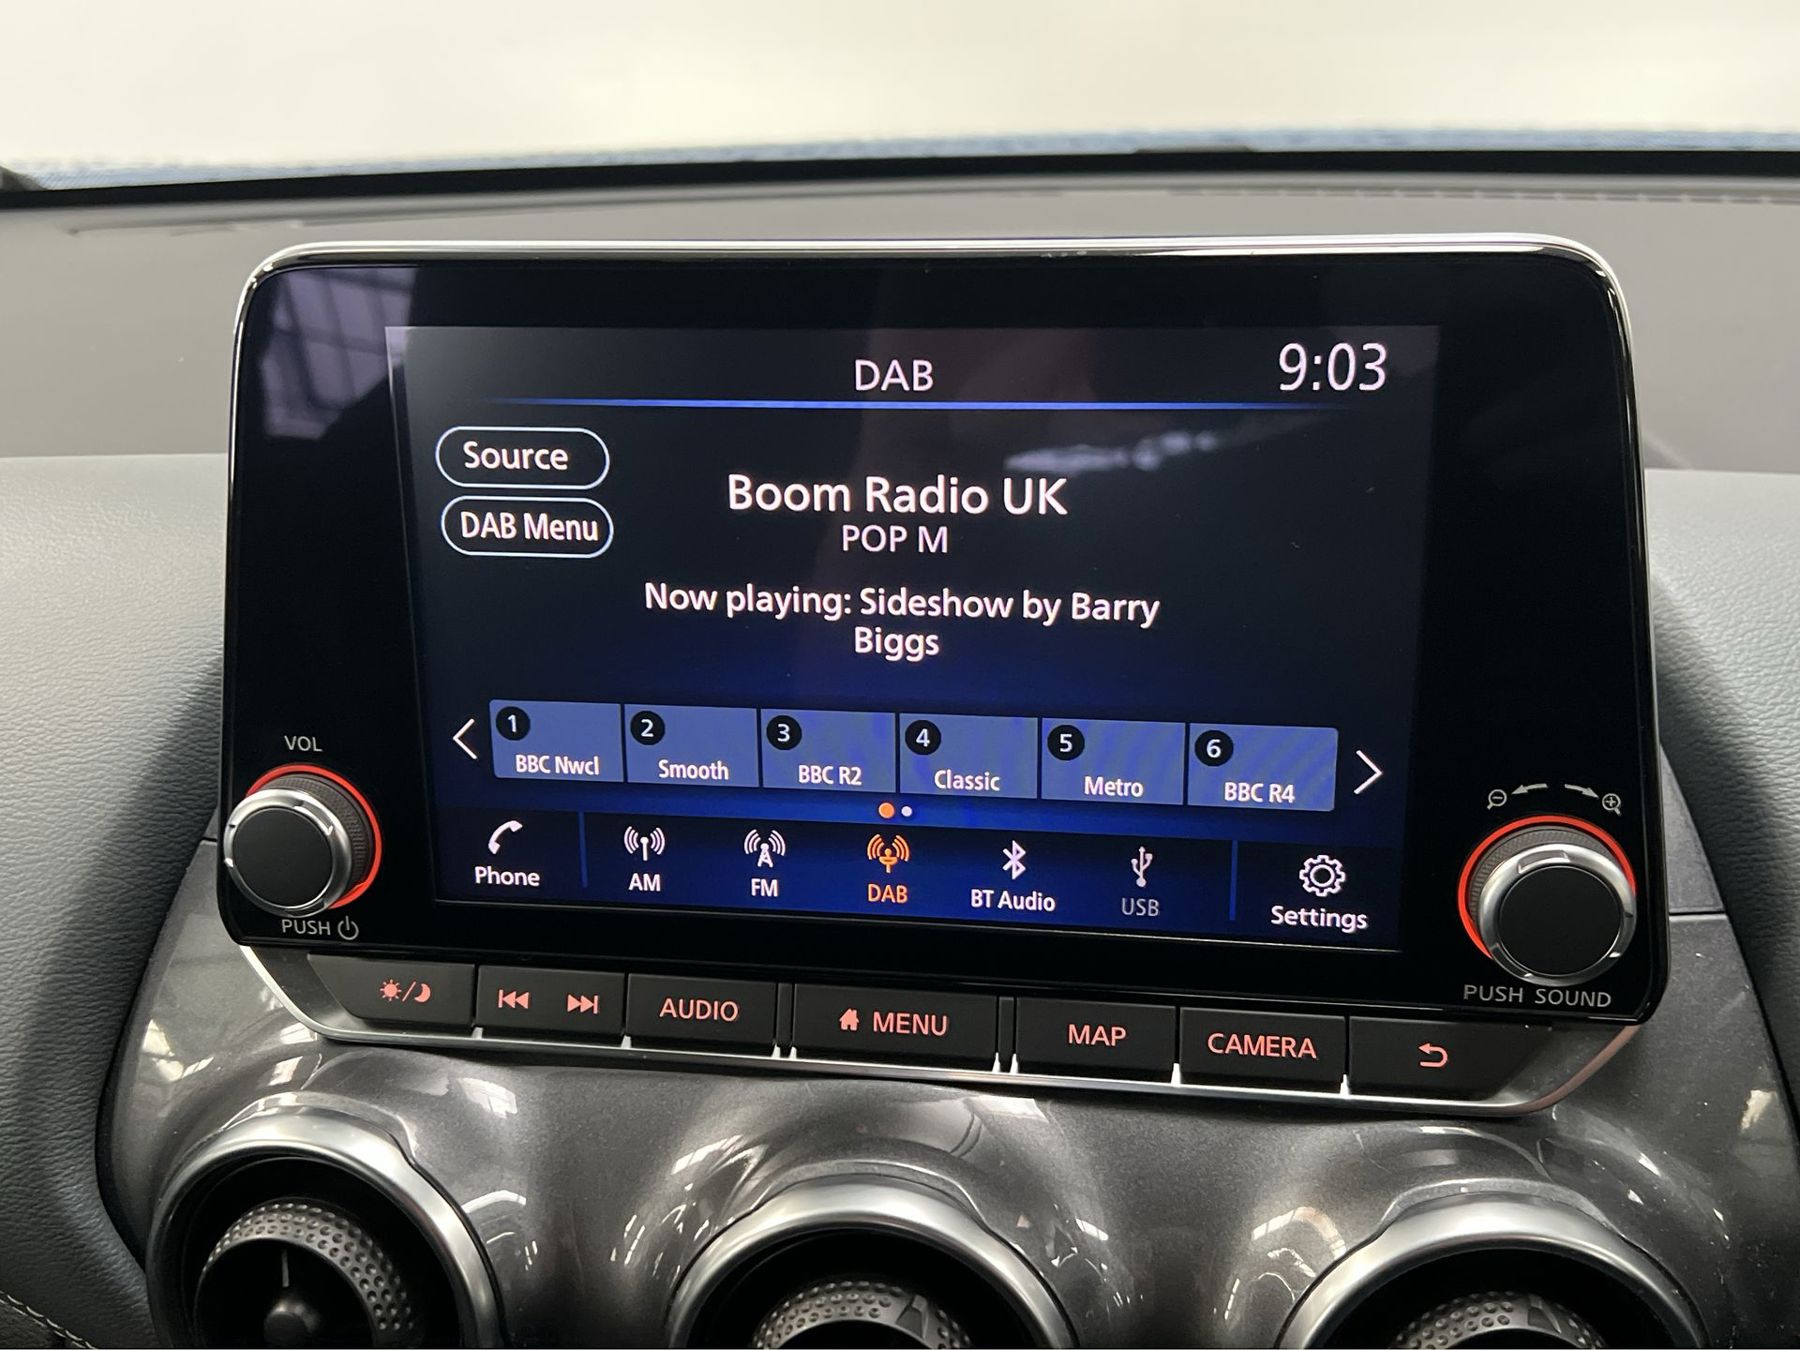 DAB
9:03
Source
DAB Menu
Boom Radio UK
POP M
Now playing: Sideshow by Barry
Biggs
1 BBC Nwcl
2 Smooth
3 BBC R2
4 Classic
5 Metro
6 BBC R4
Phone
AM
FM
DAB
BT Audio
USB
Settings
VOL
PUSH
PUSH SOUND
AUDIO
MENU
MAP
CAMERA